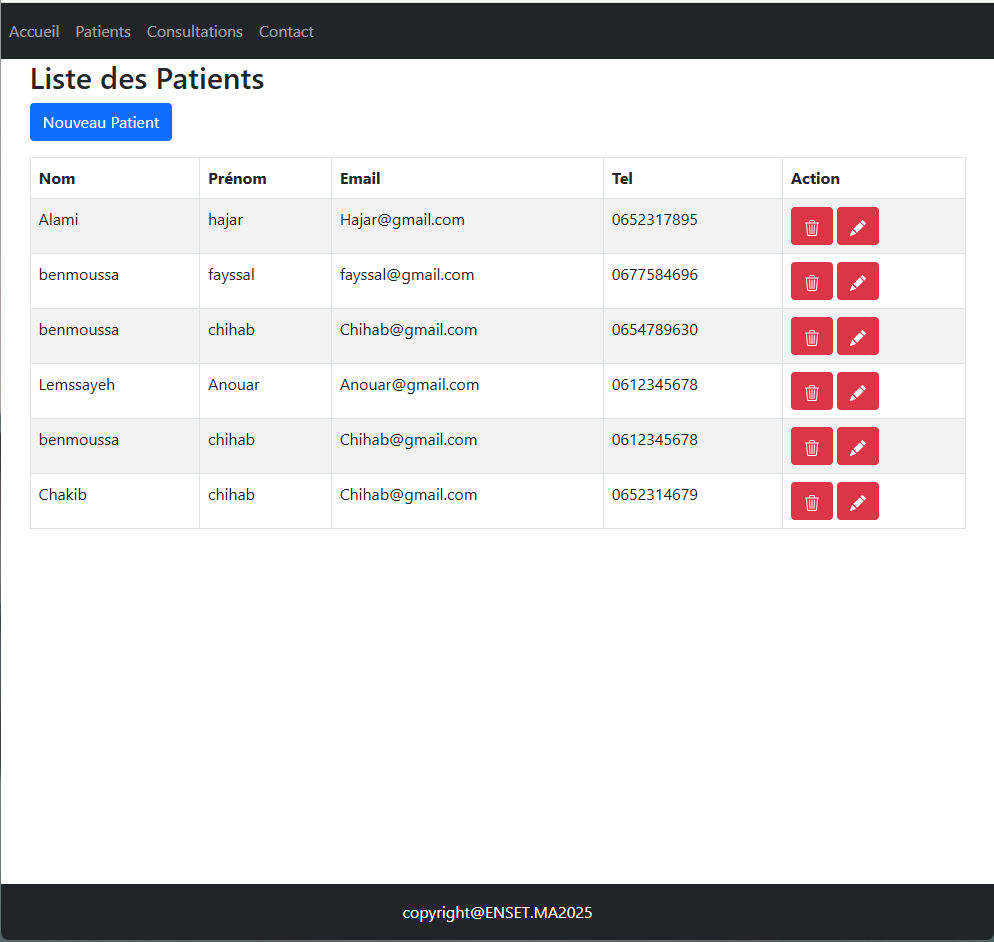 Accueil Patients Consultations Contact
Liste des Patients
Nouveau Patient
Nom Prénom Email Tel Action
Alami hajar Hajar@gmail.com 0652317895
benmoussa fayssal fayssal@gmail.com 0677584696
benmoussa chihab Chihab@gmail.com 0654789630
Lemssayeh Anouar Anouar@gmail.com 0612345678
benmoussa chihab Chihab@gmail.com 0612345678
Chakib chihab Chihab@gmail.com 0652314679
copyright@ENSET.MA2025